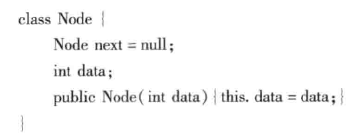 class Node {
Node next = null;
int data;
public Node( int data) { this. data = data; }
}